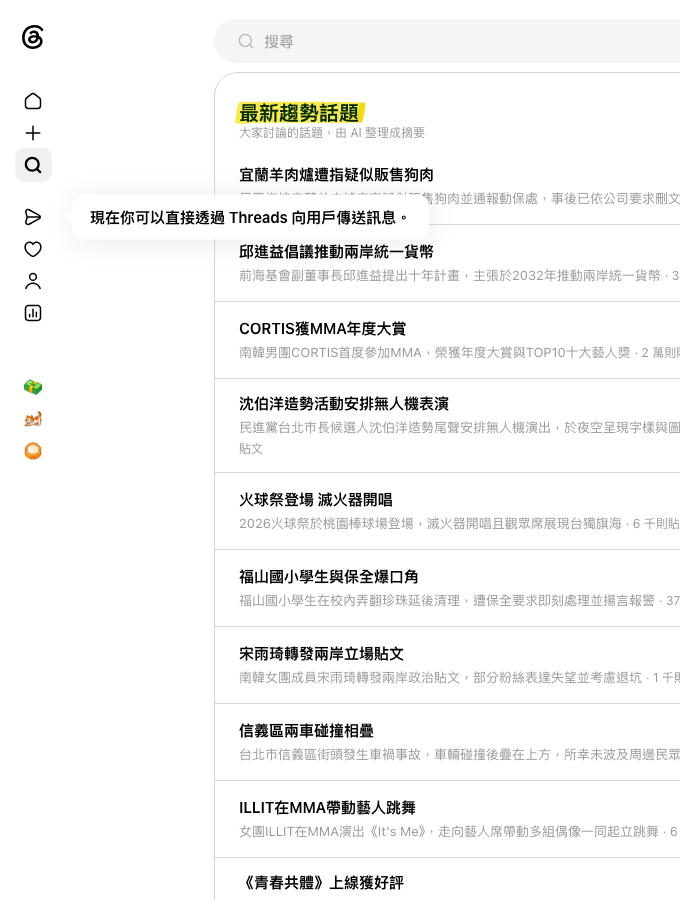 搜尋
最新趨勢話題
大家討論的話題，由 AI 整理成摘要
宜蘭羊肉爐遭指疑似販售狗肉
售狗肉並通報動保處，事後已依公司要求刪文
現在你可以直接透過 Threads 向用戶傳送訊息。
邱進益倡議推動兩岸統一貨幣
前海基會副董事長邱進益提出十年計畫，主張於2032年推動兩岸統一貨幣 · 3
CORTIS獲MMA年度大賞
南韓男團CORTIS首度參加MMA，榮獲年度大賞與TOP10十大藝人獎 · 2 萬則
沈伯洋造勢活動安排無人機表演
民進黨台北市長候選人沈伯洋造勢尾聲安排無人機演出，於夜空呈現字樣與圖
貼文
火球祭登場 滅火器開唱
2026火球祭於桃園棒球場登場，滅火器開唱且觀眾席展現台獨旗海 · 6 千則貼
福山國小學生與保全爆口角
福山國小學生在校內弄翻珍珠延後清理，遭保全要求即刻處理並揚言報警 · 37
宋雨琦轉發兩岸立場貼文
南韓女團成員宋雨琦轉發兩岸政治貼文，部分粉絲表達失望並考慮退坑 · 1 千則
信義區兩車碰撞相疊
台北市信義區街頭發生車禍事故，車輛碰撞後疊在上方，所幸未波及周邊民眾
ILLIT在MMA帶動藝人跳舞
女團ILLIT在MMA演出《It's Me》，走向藝人席帶動多組偶像一同起立跳舞 · 6
《青春共體》上線獲好評